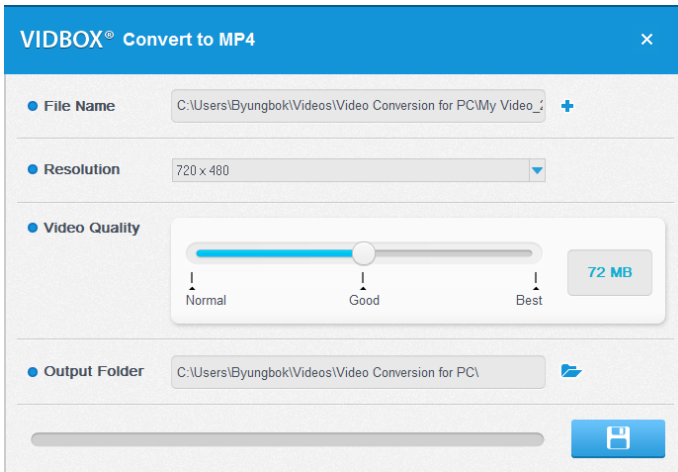 VIDBOX® Convert to MP4
File Name
C:\Users\Byungbok\Videos\Video Conversion for PC\My Video_2
Resolution
720 x 480
Video Quality
72 MB
Normal Good Best
Output Folder
C:\Users\Byungbok\Videos\Video Conversion for PC\